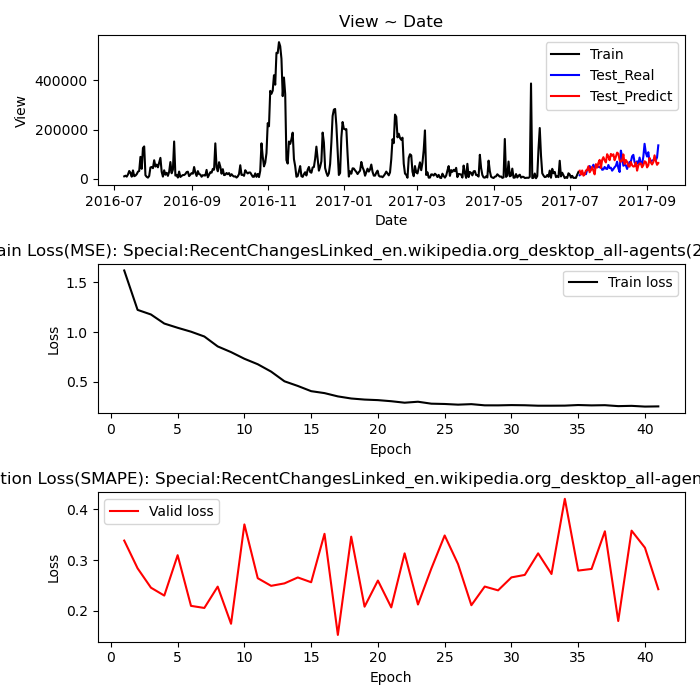 View ~ Date
View
400000
200000
0
Train
Test_Real
Test_Predict
2016-07 2016-09 2016-11 2017-01 2017-03 2017-05 2017-07 2017-09
Date
ain Loss(MSE): Special:RecentChangesLinked_en.wikipedia.org_desktop_all-agents(2
Loss
1.5
1.0
0.5
Train loss
0 5 10 15 20 25 30 35 40
Epoch
tion Loss(SMAPE): Special:RecentChangesLinked_en.wikipedia.org_desktop_all-agen
Loss
0.4
0.3
0.2
Valid loss
0 5 10 15 20 25 30 35 40
Epoch